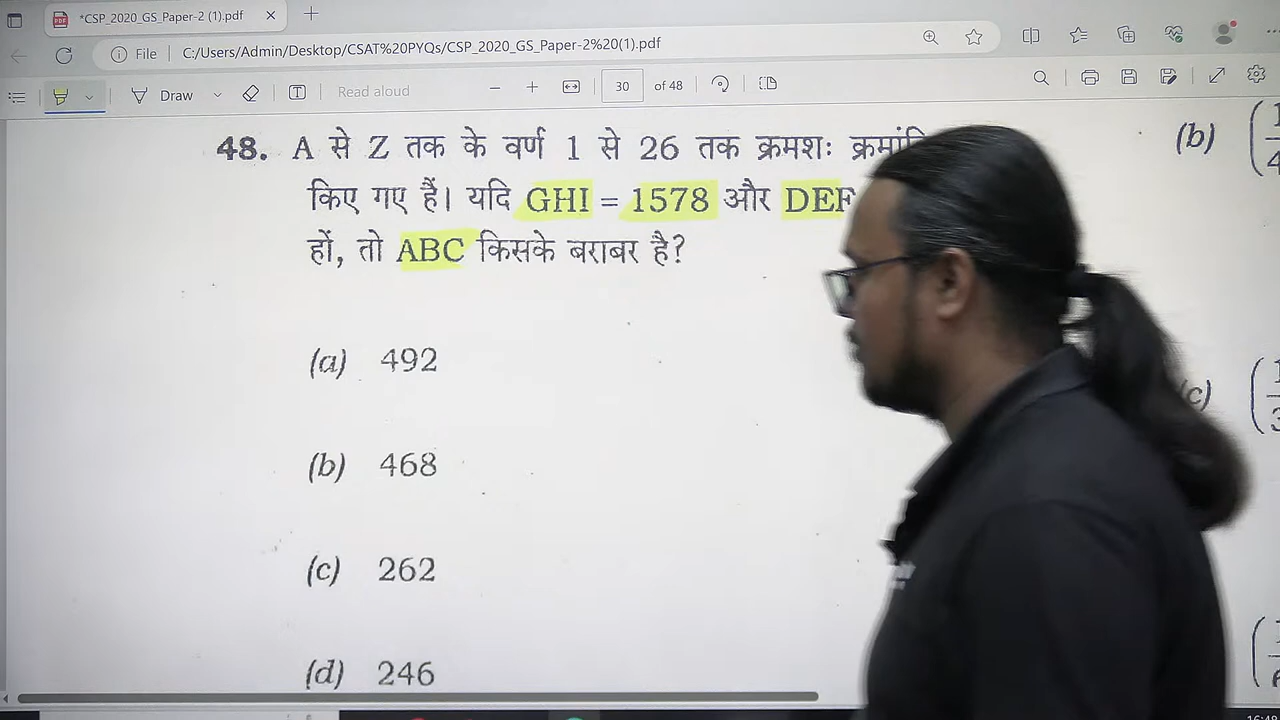 *CSP_2020_GS_Paper-2 (1).pdf
File C:/Users/Admin/Desktop/CSAT%20PYQs/CSP_2020_GS_Paper-2%20(1).pdf
Draw Read aloud 30 of 48
48. A से Z तक के वर्ण 1 से 26 तक क्रमशः
किए गए हैं। यदि GHI = 1578 और DEF
हों, तो ABC किसके बराबर है?
(a) 492
(b) 468
(c) 262
(d) 246
(b)
(c)